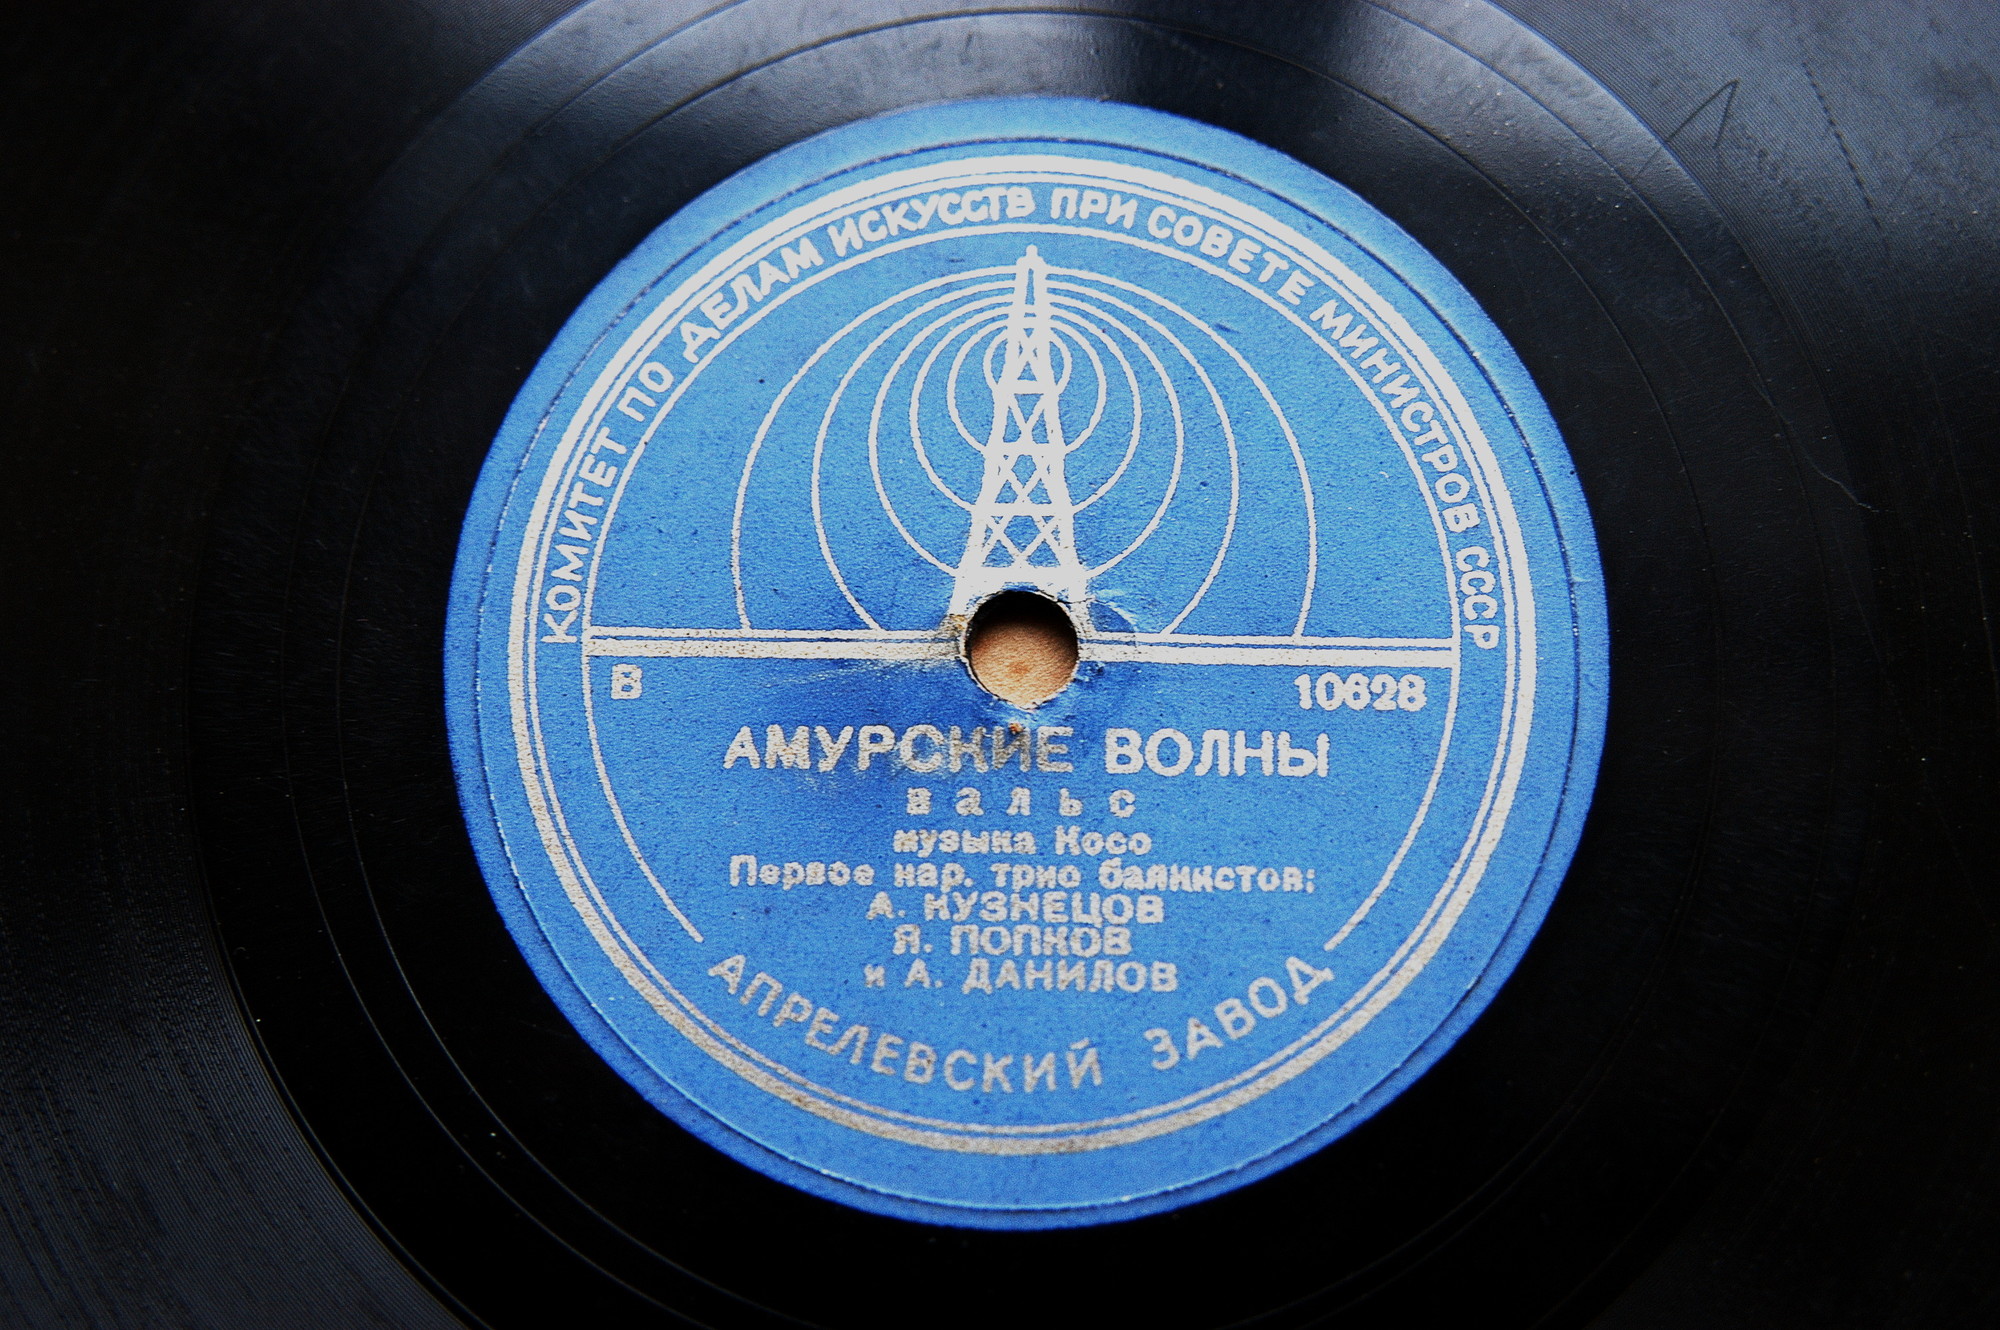 КОМИТЕТ ПО ДЕЛАМ ИСКУССТВ ПРИ СОВЕТЕ МИНИСТРОВ СССР
В 10628
АМУРСКИЕ ВОЛНЫ
вальс
музыка Косо
Первое нар. трио баянистов:
А. КУЗНЕЦОВ
Я. ПОПКОВ
и А. ДАНИЛОВ
АПРЕЛЕВСКИЙ ЗАВОД